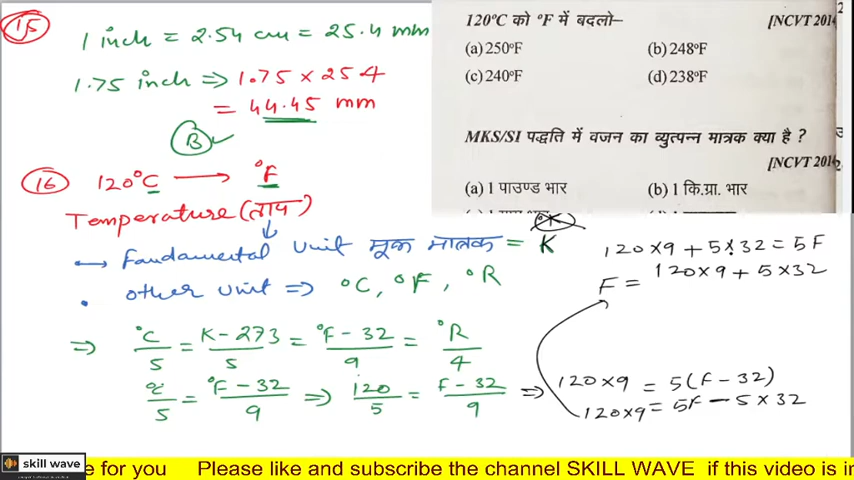 15
1 inch = 2.54 cm = 25.4 mm
1.75 inch ⇒ 1.75 × 25 4
= 44.45 mm
B
16 120°C → °F
Temperature (ताप)
Fundamental Unit मूल मात्रक = K
• other unit ⇒ °C, °F, °R
⇒ °C/5 = K - 273/5 = °F - 32/9 = °R/4
°C/5 = °F - 32/9 ⇒ 120/5 = F - 32/9 ⇒
120×9 = 5(F - 32)
120×9 = 5F - 5 × 32
120×9 + 5×32 = 5F
F = 120×9 + 5×32
120°C को °F में बदलो–
[NCVT 2014
(a) 250°F (b) 248°F
(c) 240°F (d) 238°F
MKS/SI पद्धति में वजन का व्युत्पन्न मात्रक क्या है ?
[NCVT 2014
(a) 1 पाउण्ड भार (b) 1 कि.ग्रा. भार
skill wave
e for you Please like and subscribe the channel SKILL WAVE if this video is in